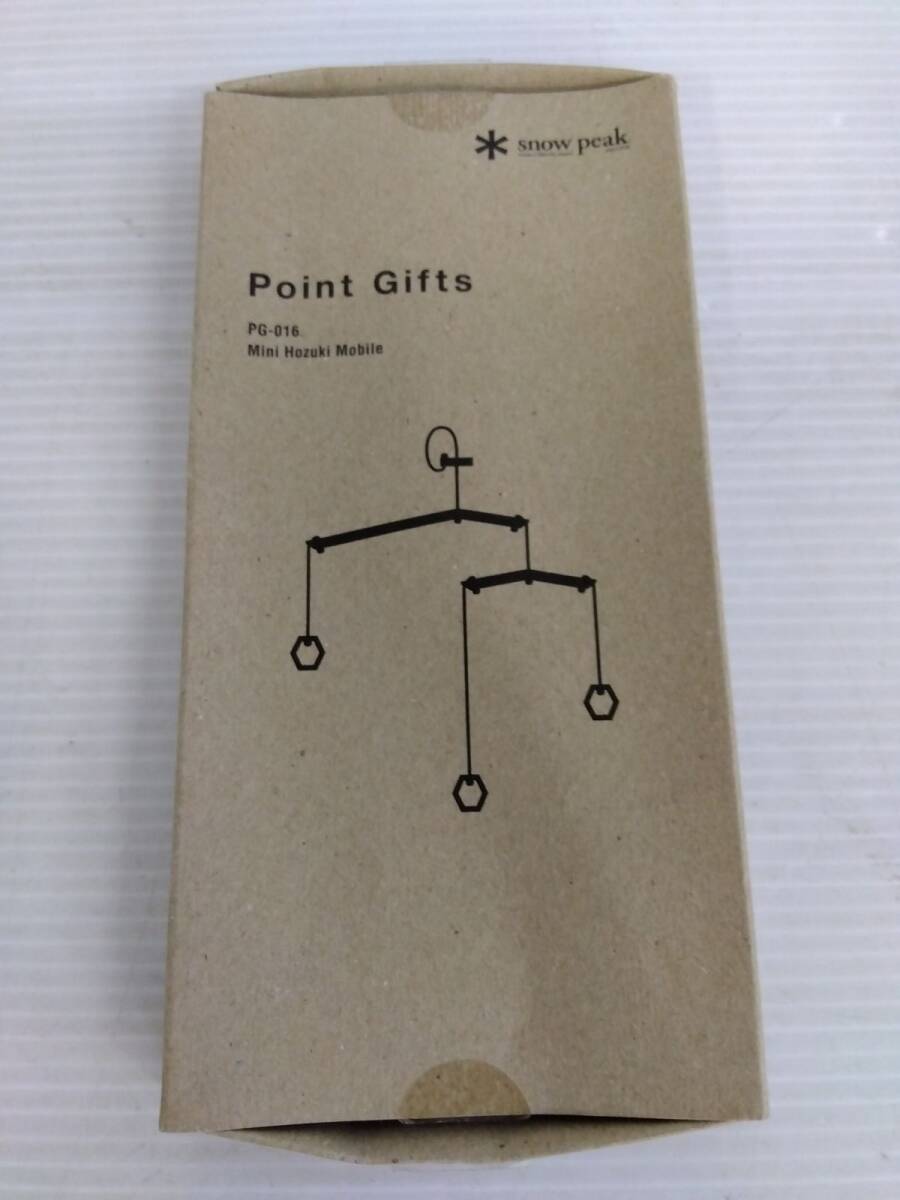 snow peak
Point Gifts
PG-016
Mini Hozuki Mobile